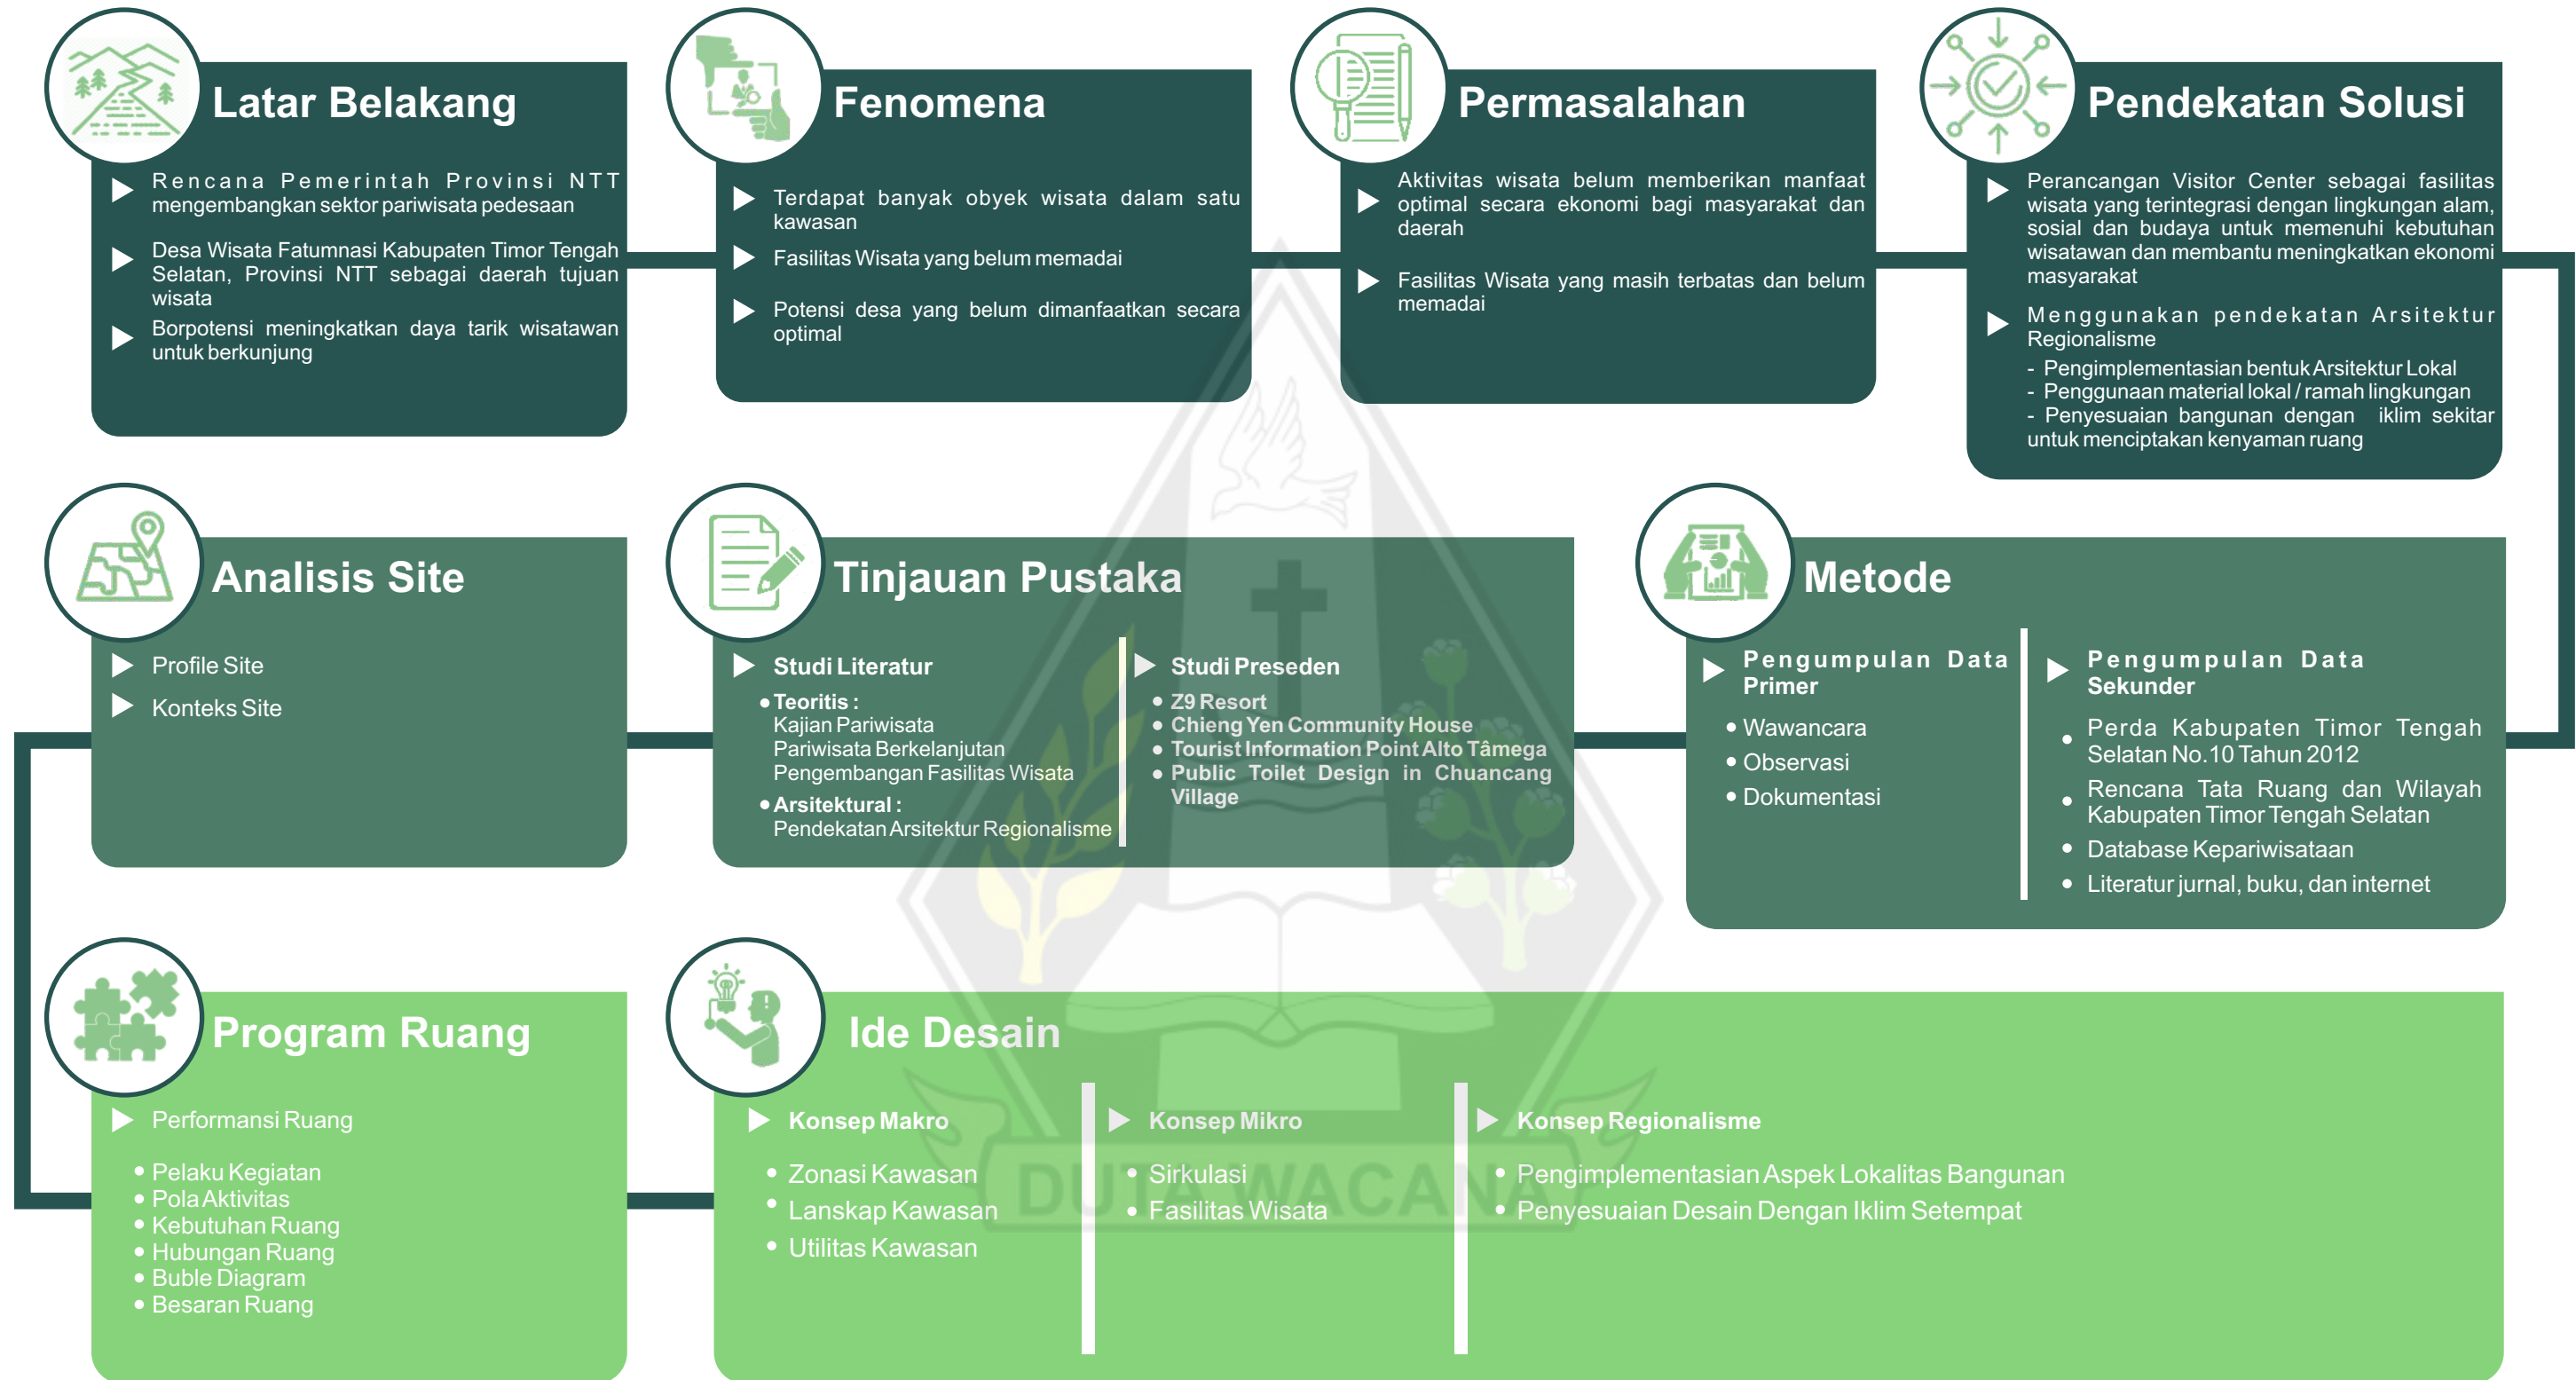 Latar Belakang
Rencana Pemerintah Provinsi NTT
mengembangkan sektor pariwisata pedesaan
Desa Wisata Fatumnasi Kabupaten Timor Tengah
Selatan, Provinsi NTT sebagai daerah tujuan
wisata
Borpotensi meningkatkan daya tarik wisatawan
untuk berkunjung
Fenomena
Terdapat banyak obyek wisata dalam satu
kawasan
Fasilitas Wisata yang belum memadai
Potensi desa yang belum dimanfaatkan secara
optimal
Permasalahan
Aktivitas wisata belum memberikan manfaat
optimal secara ekonomi bagi masyarakat dan
daerah
Fasilitas Wisata yang masih terbatas dan belum
memadai
Pendekatan Solusi
Perancangan Visitor Center sebagai fasilitas
wisata yang terintegrasi dengan lingkungan alam,
sosial dan budaya untuk memenuhi kebutuhan
wisatawan dan membantu meningkatkan ekonomi
masyarakat
Menggunakan pendekatan Arsitektur
Regionalisme
- Pengimplementasian bentuk Arsitektur Lokal
- Penggunaan material lokal / ramah lingkungan
- Penyesuaian bangunan dengan iklim sekitar
untuk menciptakan kenyaman ruang
Analisis Site
Profile Site
Konteks Site
Tinjauan Pustaka
Studi Literatur
Teoritis :
Kajian Pariwisata
Pariwisata Berkelanjutan
Pengembangan Fasilitas Wisata
Arsitektural :
Pendekatan Arsitektur Regionalisme
Studi Preseden
Z9 Resort
Chieng Yen Community House
Tourist Information Point Alto Tâmega
Public Toilet Design in Chuancang
Village
Metode
Pengumpulan Data
Primer
Wawancara
Observasi
Dokumentasi
Pengumpulan Data
Sekunder
Perda Kabupaten Timor Tengah
Selatan No.10 Tahun 2012
Rencana Tata Ruang dan Wilayah
Kabupaten Timor Tengah Selatan
Database Kepariwisataan
Literatur jurnal, buku, dan internet
Program Ruang
Performansi Ruang
Pelaku Kegiatan
Pola Aktivitas
Kebutuhan Ruang
Hubungan Ruang
Buble Diagram
Besaran Ruang
Ide Desain
Konsep Makro
Zonasi Kawasan
Lanskap Kawasan
Utilitas Kawasan
Konsep Mikro
Sirkulasi
Fasilitas Wisata
Konsep Regionalisme
Pengimplementasian Aspek Lokalitas Bangunan
Penyesuaian Desain Dengan Iklim Setempat
DUTA WACANA